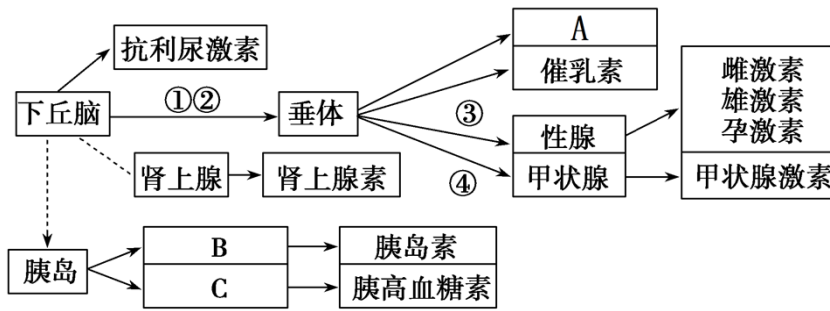 抗利尿激素
A
催乳素
下丘脑
①②
垂体
③
④
性腺
甲状腺
雌激素
雄激素
孕激素
甲状腺激素
肾上腺
肾上腺素
胰岛
B
胰岛素
C
胰高血糖素